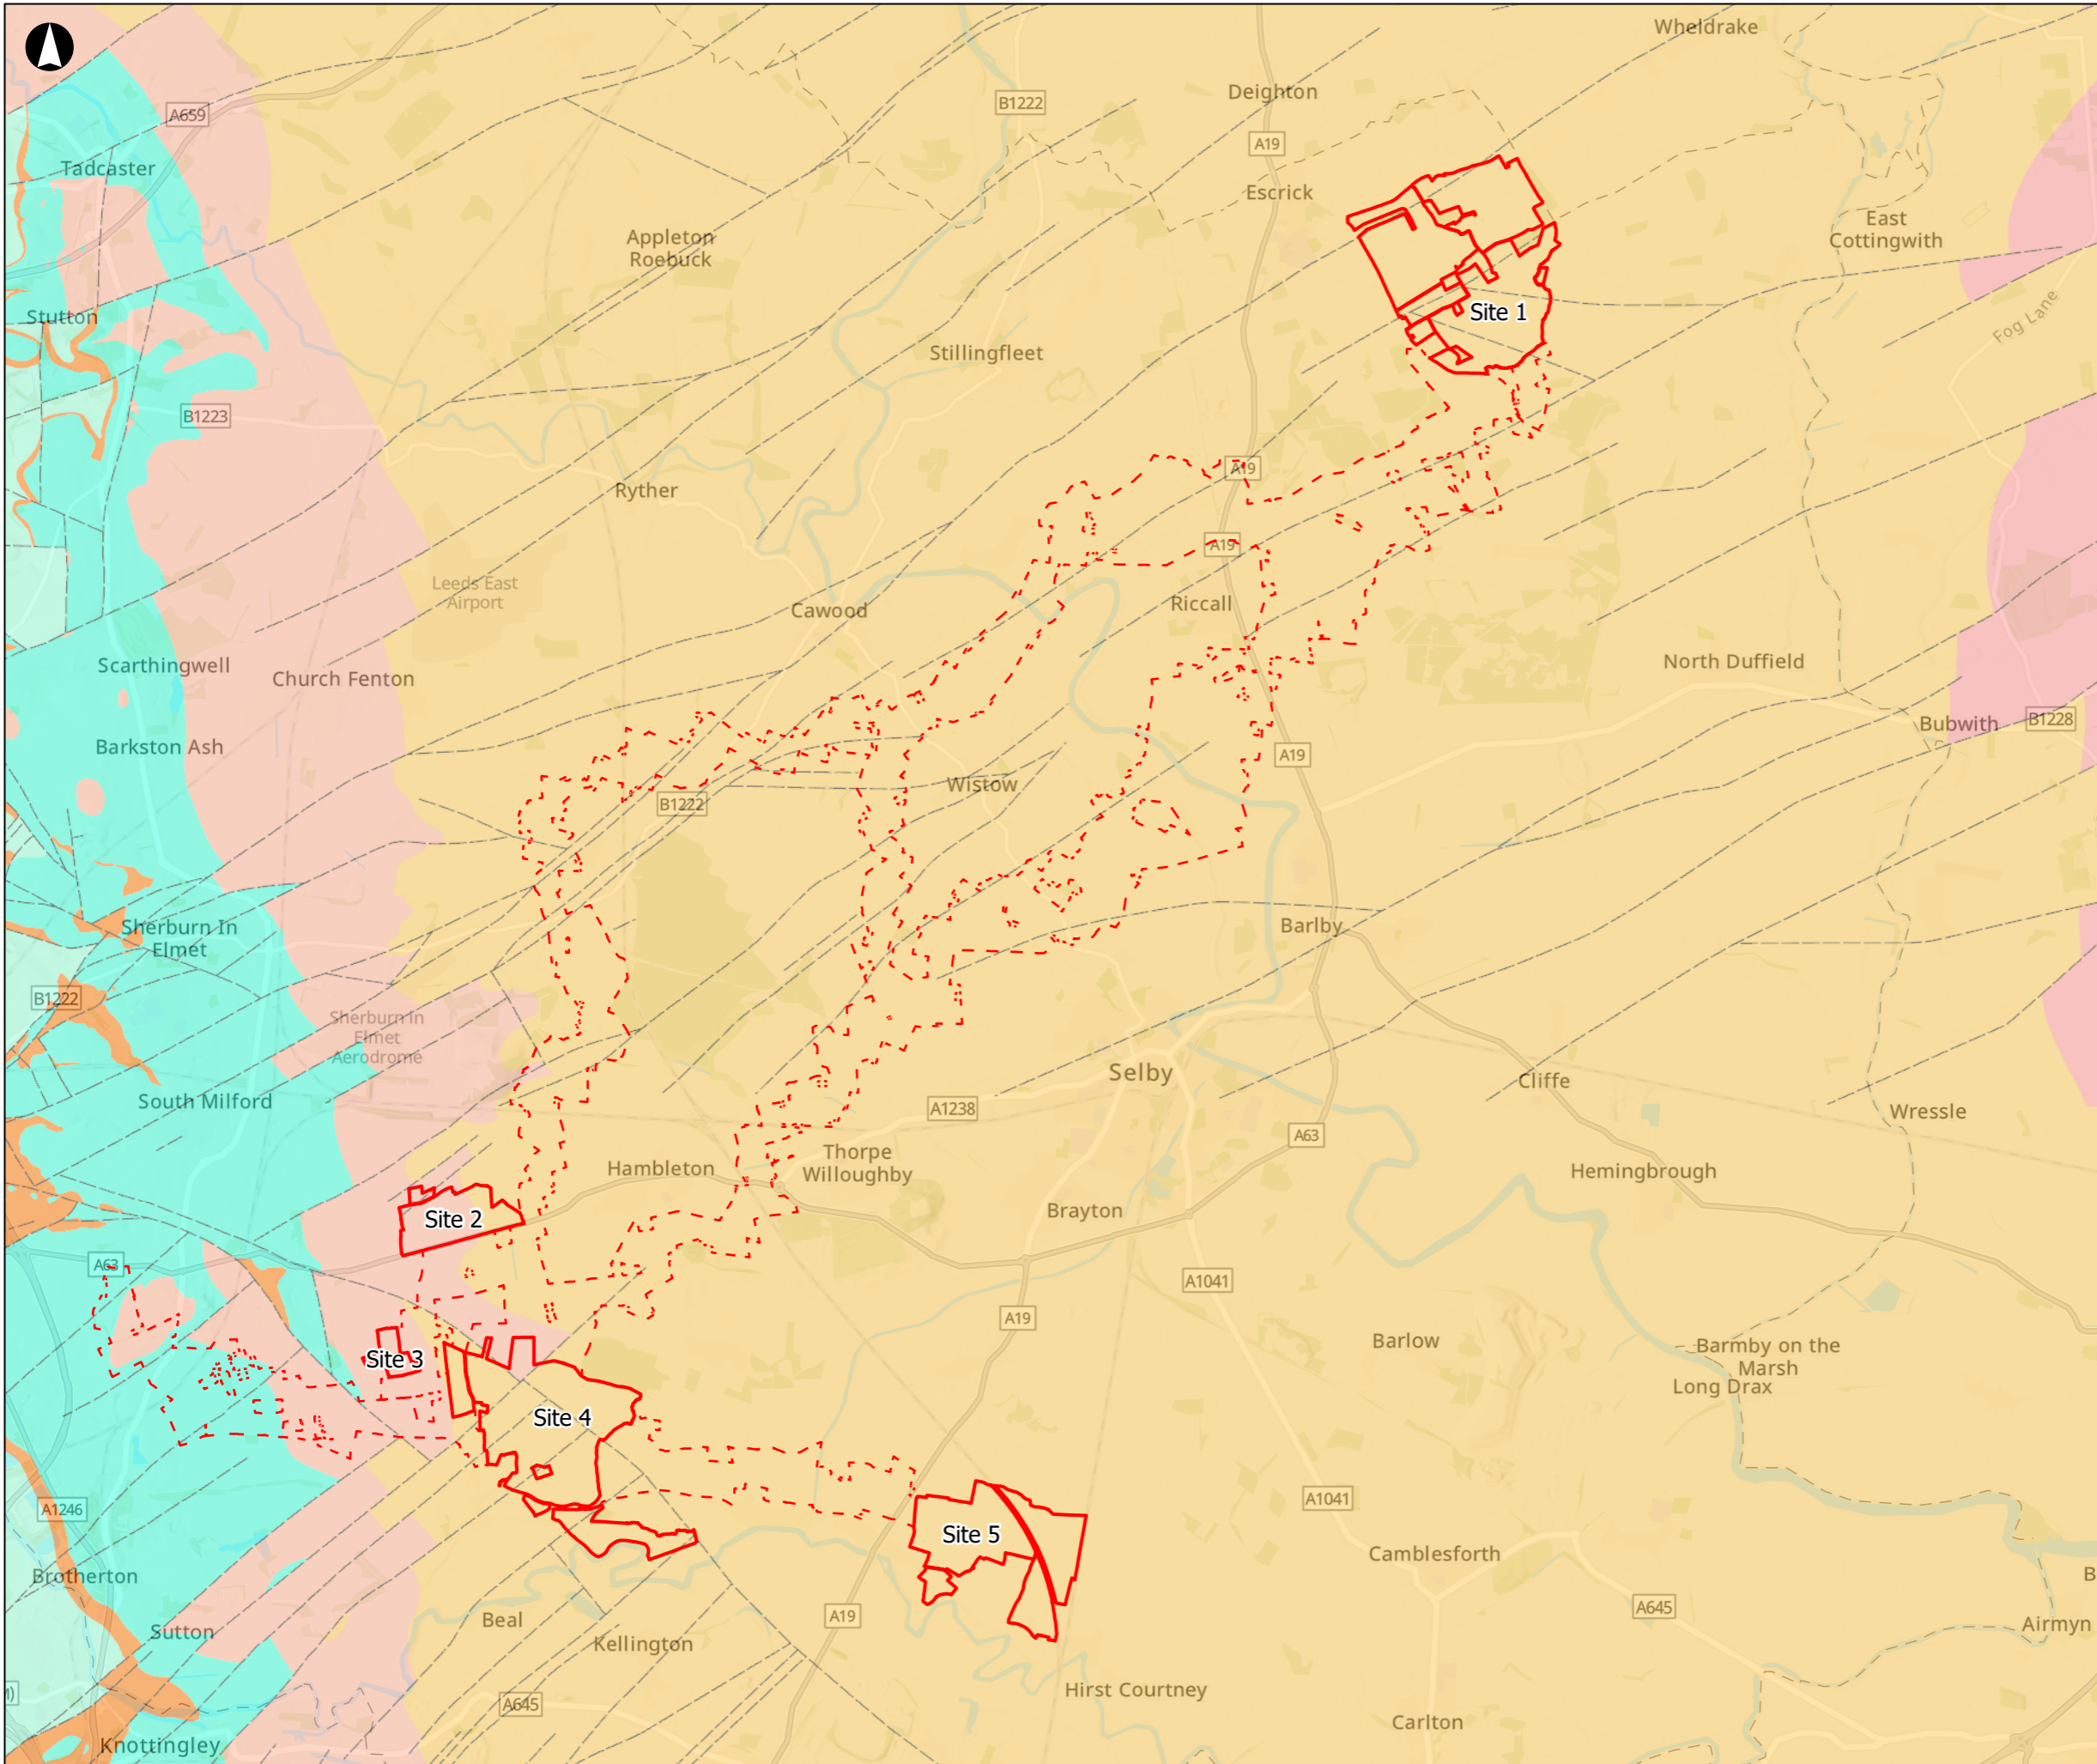 Wheldrake
Deighton
B1222
A659
A19
Tadcaster
Escrick
East
Cottingwith
Appleton
Roebuck
Site 1
Stutton
Fog Lane
Stillingfleet
B1223
A19
Ryther
A19
Leeds East
Airport
Riccall
Cawood
Scarthingwell
Church Fenton
North Duffield
Bubwith
B1228
Barkston Ash
A19
Wistow
B1222
Sherburn In
Elmet
Barlby
B1222
Sherburn In
Elmet
Aerodrome
Selby
Cliffe
South Milford
A1238
Wressle
A63
Thorpe
Willoughby
Hambleton
Hemingbrough
Site 2
Brayton
A63
A1041
A19
Barlow
Barmby on the
Marsh
Long Drax
Site 3
Site 4
A1041
A1246
Site 5
Camblesforth
Brotherton
B
A645
A19
Beal
Airmyn
Sutton
Kellington
Hirst Courtney
A645
Carlton
Knottingley